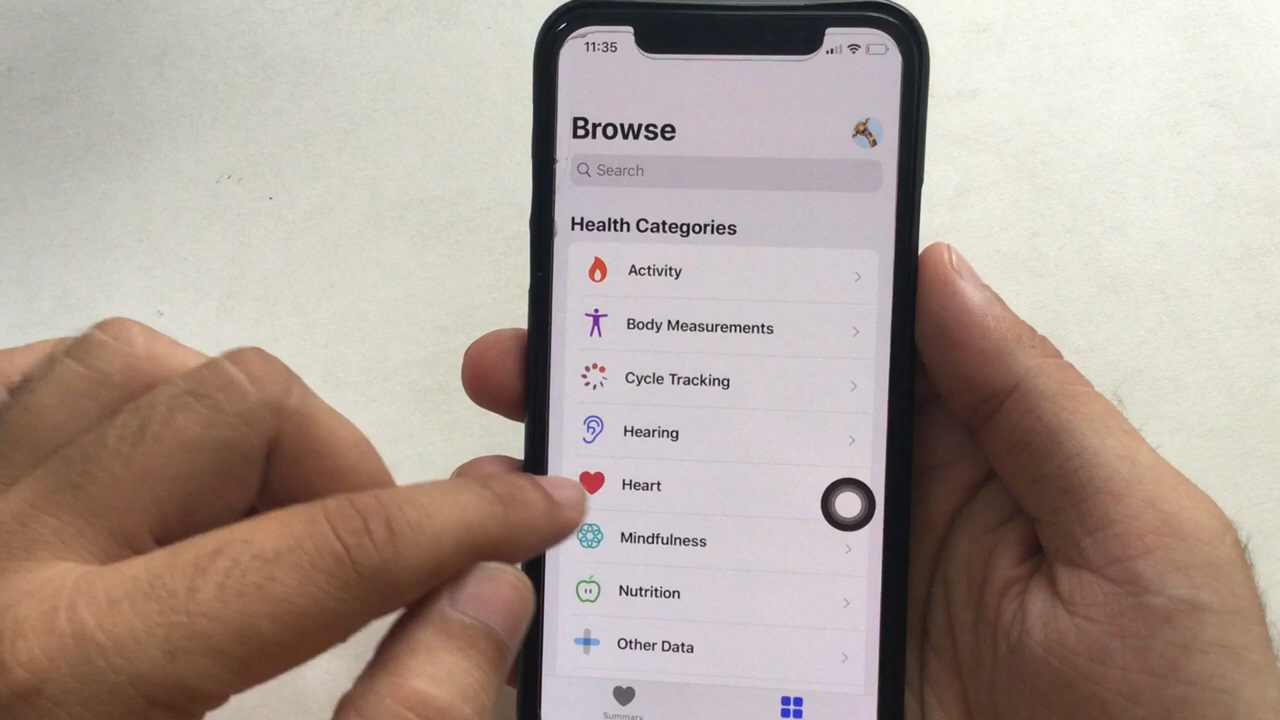 11:35
Browse
Search
Health Categories
Activity
Body Measurements
Cycle Tracking
Hearing
Heart
Mindfulness
Nutrition
Other Data
Summary